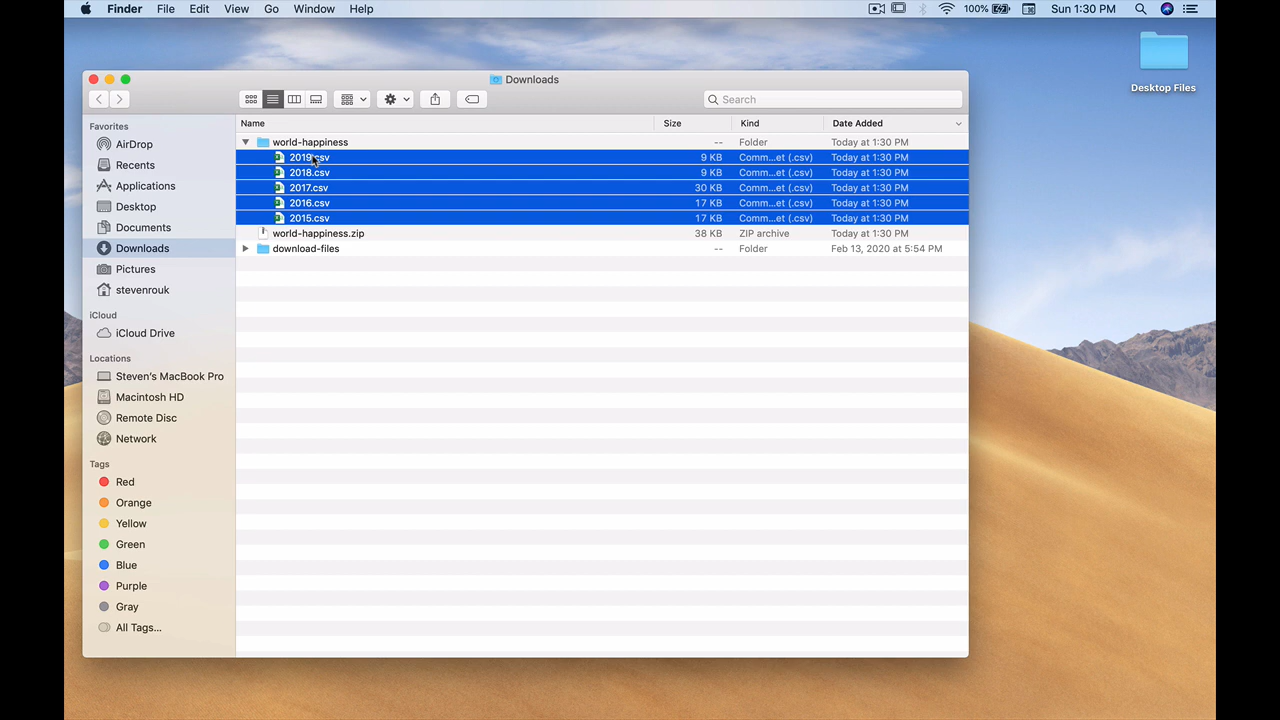 Finder File Edit View Go Window Help 100% Sun 1:30 PM
Desktop Files
Downloads
Search
Favorites
AirDrop
Recents
Applications
Desktop
Documents
Downloads
Pictures
stevenrouk
iCloud
iCloud Drive
Locations
Steven's MacBook Pro
Macintosh HD
Remote Disc
Network
Tags
Red
Orange
Yellow
Green
Blue
Purple
Gray
All Tags...
Name Size Kind Date Added
world-happiness -- Folder Today at 1:30 PM
2019.csv 9 KB Comm...et (.csv) Today at 1:30 PM
2018.csv 9 KB Comm...et (.csv) Today at 1:30 PM
2017.csv 30 KB Comm...et (.csv) Today at 1:30 PM
2016.csv 17 KB Comm...et (.csv) Today at 1:30 PM
2015.csv 17 KB Comm...et (.csv) Today at 1:30 PM
world-happiness.zip 38 KB ZIP archive Today at 1:30 PM
download-files -- Folder Feb 13, 2020 at 5:54 PM